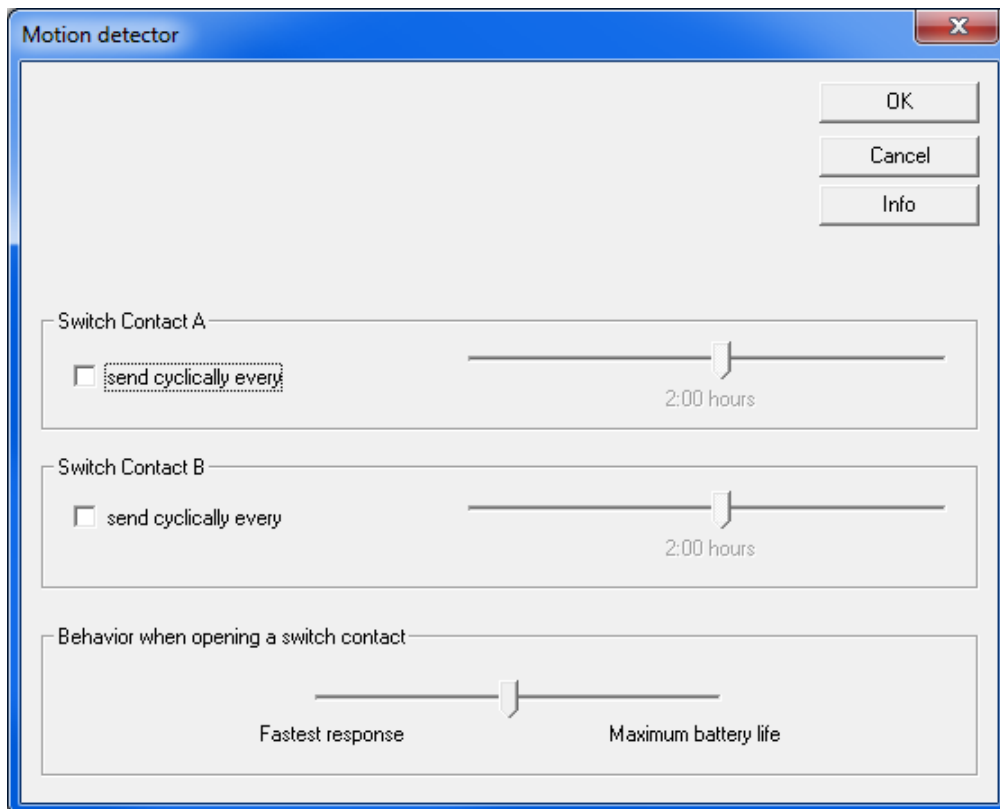 Motion detector
OK
Cancel
Info
Switch Contact A
send cyclically every
2:00 hours
Switch Contact B
send cyclically every
2:00 hours
Behavior when opening a switch contact
Fastest response
Maximum battery life